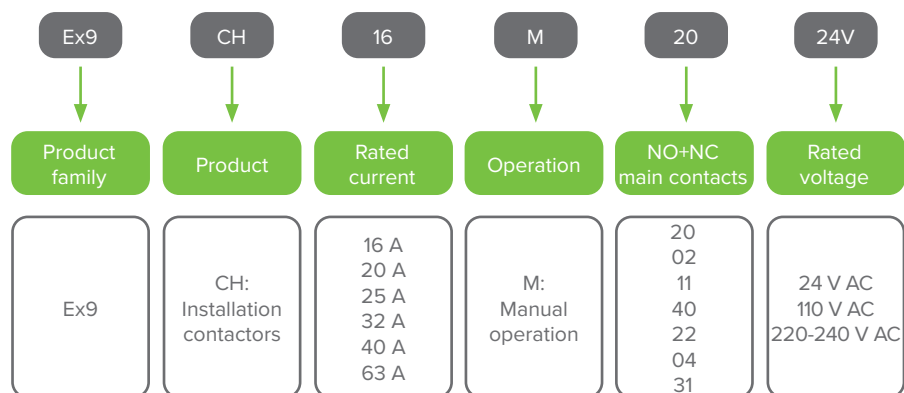 Ex9
CH
16
M
20
24V
Product
family
Product
Rated
current
Operation
NO+NC
main contacts
Rated
voltage
Ex9
CH:
Installation
contactors
16 A
20 A
25 A
32 A
40 A
63 A
M:
Manual
operation
20
02
11
40
22
04
31
24 V AC
110 V AC
220-240 V AC